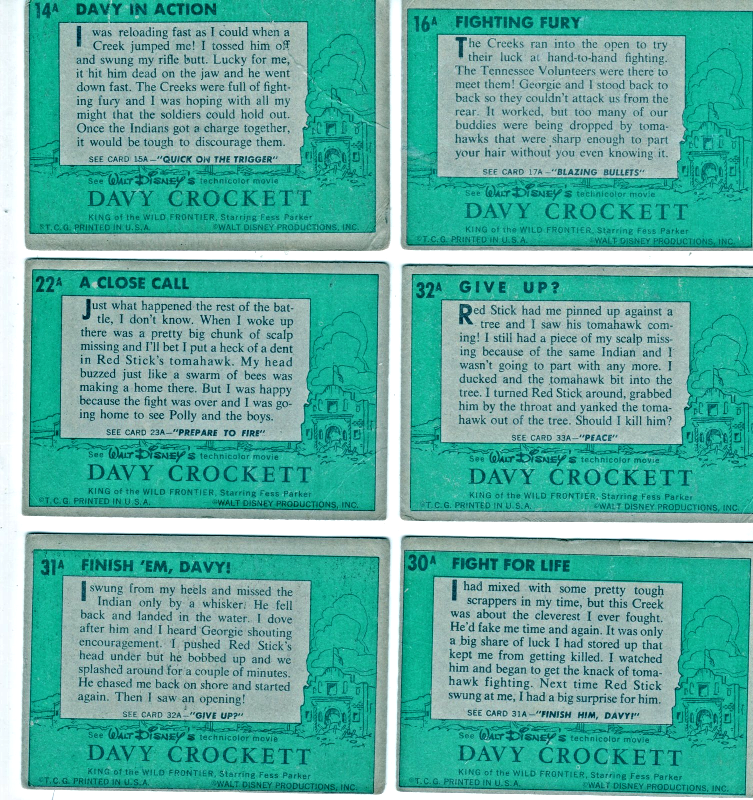 14A DAVY IN ACTION
I was reloading fast as I could when a
Creek jumped me! I tossed him off
and swung my rifle butt. Lucky for me,
it hit him dead on the jaw and he went
down fast. The Creeks were full of fight-
ing fury and I was hoping with all my
might that the soldiers could hold out.
Once the Indians got a charge together,
it would be tough to discourage them.
SEE CARD 15A—"QUICK ON THE TRIGGER"
See WALT DISNEY'S technicolor movie
DAVY CROCKETT
KING of the WILD FRONTIER, Starring Fess Parker
©T.C.G. PRINTED IN U.S.A. ©WALT DISNEY PRODUCTIONS, INC.
16A FIGHTING FURY
The Creeks ran into the open to try
their luck at hand-to-hand fighting.
The Tennessee Volunteers were there to
meet them! Georgie and I stood back to
back so they couldn't attack us from the
rear. It worked, but too many of our
buddies were being dropped by toma-
hawks that were sharp enough to part
your hair without you even knowing it.
SEE CARD 17A—"BLAZING BULLETS"
See WALT DISNEY'S technicolor movie
DAVY CROCKETT
KING of the WILD FRONTIER, Starring Fess Parker
©T.C.G. PRINTED IN U.S.A. ©WALT DISNEY PRODUCTIONS, INC.
22A A CLOSE CALL
Just what happened the rest of the bat-
tle, I don't know. When I woke up
there was a pretty big chunk of scalp
missing and I'll bet I put a heck of a dent
in Red Stick's tomahawk. My head
buzzed just like a swarm of bees was
making a home there. But I was happy
because the fight was over and I was go-
ing home to see Polly and the boys.
SEE CARD 23A—"PREPARE TO FIRE"
See WALT DISNEY'S technicolor movie
DAVY CROCKETT
KING of the WILD FRONTIER, Starring Fess Parker
©T.C.G. PRINTED IN U.S.A. ©WALT DISNEY PRODUCTIONS, INC.
32A GIVE UP?
Red Stick had me pinned up against a
tree and I saw his tomahawk com-
ing! I still had a piece of my scalp miss-
ing because of the same Indian and I
wasn't going to part with any more. I
ducked and the tomahawk bit into the
tree. I turned Red Stick around, grabbed
him by the throat and yanked the toma-
hawk out of the tree. Should I kill him?
SEE CARD 33A—"PEACE"
See WALT DISNEY'S technicolor movie
DAVY CROCKETT
KING of the WILD FRONTIER, Starring Fess Parker
©T.C.G. PRINTED IN U.S.A. ©WALT DISNEY PRODUCTIONS, INC.
31A FINISH 'EM, DAVY!
I swung from my heels and missed the
Indian only by a whisker. He fell
back and landed in the water. I dove
after him and I heard Georgie shouting
encouragement. I pushed Red Stick's
head under but he bobbed up and we
splashed around for a couple of minutes.
He chased me back on shore and started
again. Then I saw an opening!
SEE CARD 32A—"GIVE UP?"
See WALT DISNEY'S technicolor movie
DAVY CROCKETT
KING of the WILD FRONTIER, Starring Fess Parker
©T.C.G. PRINTED IN U.S.A. ©WALT DISNEY PRODUCTIONS, INC.
30A FIGHT FOR LIFE
I had mixed with some pretty tough
scrappers in my time, but this Creek
was about the cleverest I ever fought.
He'd fake me time and again. It was only
a big share of luck I had stored up that
kept me from getting killed. I watched
him and began to get the knack of toma-
hawk fighting. Next time Red Stick
swung at me, I had a big surprise for him.
SEE CARD 31A—"FINISH HIM, DAVY!"
See WALT DISNEY'S technicolor movie
DAVY CROCKETT
KING of the WILD FRONTIER, Starring Fess Parker
©T.C.G. PRINTED IN U.S.A. ©WALT DISNEY PRODUCTIONS, INC.